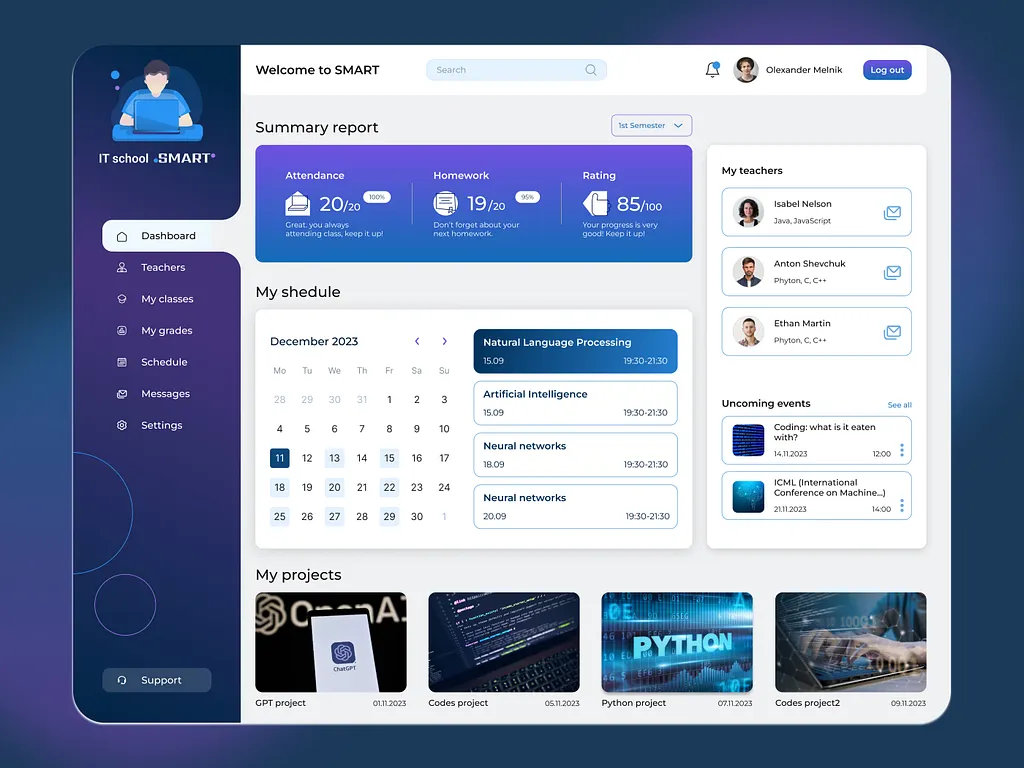 IT school .SMART
Dashboard
Teachers
My classes
My grades
Schedule
Messages
Settings
Support
Welcome to SMART
Search
Olexander Melnik
Log out
Summary report
1st Semester
Attendance
20/20
100%
Great, you always
attending class, keep it up!
Homework
19/20
95%
Don't forget about your
next homework.
Rating
85/100
Your progress is very
good! Keep it up!
My shedule
December 2023
Mo Tu We Th Fr Sa Su
28 29 30 31 1 2 3
4 5 6 7 8 9 10
11 12 13 14 15 16 17
18 19 20 21 22 23 24
25 26 27 28 29 30 1
Natural Language Processing
15.09 19:30-21:30
Artificial Intelligence
15.09 19:30-21:30
Neural networks
18.09 19:30-21:30
Neural networks
20.09 19:30-21:30
My teachers
Isabel Nelson
Java, JavaScript
Anton Shevchuk
Phyton, C, C++
Ethan Martin
Phyton, C, C++
Uncoming events
See all
Coding: what is it eaten
with?
14.11.2023 12:00
ICML (International
Conference on Machine...)
21.11.2023 14:00
My projects
OpenAI
ChatGPT
GPT project 01.11.2023
Codes project 05.11.2023
PYTHON
Python project 07.11.2023
Codes project2 09.11.2023